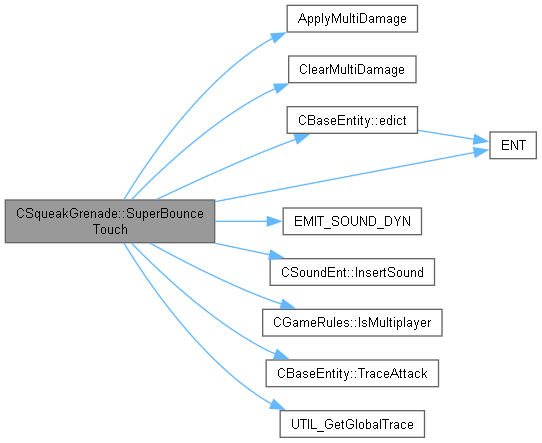 ApplyMultiDamage
ClearMultiDamage
CBaseEntity::edict
ENT
CSqueakGrenade::SuperBounce
Touch
EMIT_SOUND_DYN
CSoundEnt::InsertSound
CGameRules::IsMultiplayer
CBaseEntity::TraceAttack
UTIL_GetGlobalTrace